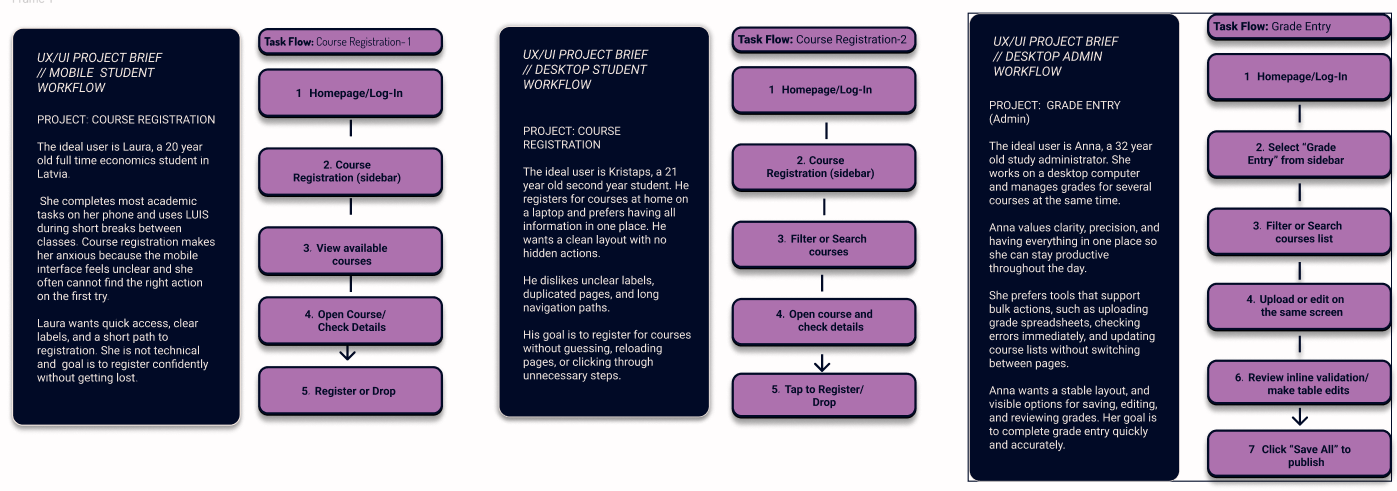 Frame 1
UX/UI PROJECT BRIEF
// MOBILE STUDENT
WORKFLOW
PROJECT: COURSE REGISTRATION
The ideal user is Laura, a 20 year
old full time economics student in
Latvia.
She completes most academic
tasks on her phone and uses LUIS
during short breaks between
classes. Course registration makes
her anxious because the mobile
interface feels unclear and she
often cannot find the right action
on the first try.
Laura wants quick access, clear
labels, and a short path to
registration. She is not technical
and goal is to register confidently
without getting lost.
Task Flow: Course Registration- 1
1 Homepage/Log-In
2. Course
Registration (sidebar)
3. View available
courses
4. Open Course/
Check Details
5. Register or Drop
UX/UI PROJECT BRIEF
// DESKTOP STUDENT
WORKFLOW
PROJECT: COURSE
REGISTRATION
The ideal user is Kristaps, a 21
year old second year student. He
registers for courses at home on
a laptop and prefers having all
information in one place. He
wants a clean layout with no
hidden actions.
He dislikes unclear labels,
duplicated pages, and long
navigation paths.
His goal is to register for courses
without guessing, reloading
pages, or clicking through
unnecessary steps.
Task Flow: Course Registration-2
1 Homepage/Log-In
2. Course
Registration (sidebar)
3. Filter or Search
courses
4. Open course and
check details
5. Tap to Register/
Drop
UX/UI PROJECT BRIEF
// DESKTOP ADMIN
WORKFLOW
PROJECT: GRADE ENTRY
(Admin)
The ideal user is Anna, a 32 year
old study administrator. She
works on a desktop computer
and manages grades for several
courses at the same time.
Anna values clarity, precision, and
having everything in one place so
she can stay productive
throughout the day.
She prefers tools that support
bulk actions, such as uploading
grade spreadsheets, checking
errors immediately, and updating
course lists without switching
between pages.
Anna wants a stable layout, and
visible options for saving, editing,
and reviewing grades. Her goal is
to complete grade entry quickly
and accurately.
Task Flow: Grade Entry
1 Homepage/Log-In
2. Select “Grade
Entry” from sidebar
3. Filter or Search
courses list
4. Upload or edit on
the same screen
6. Review inline validation/
make table edits
7 Click “Save All” to
publish